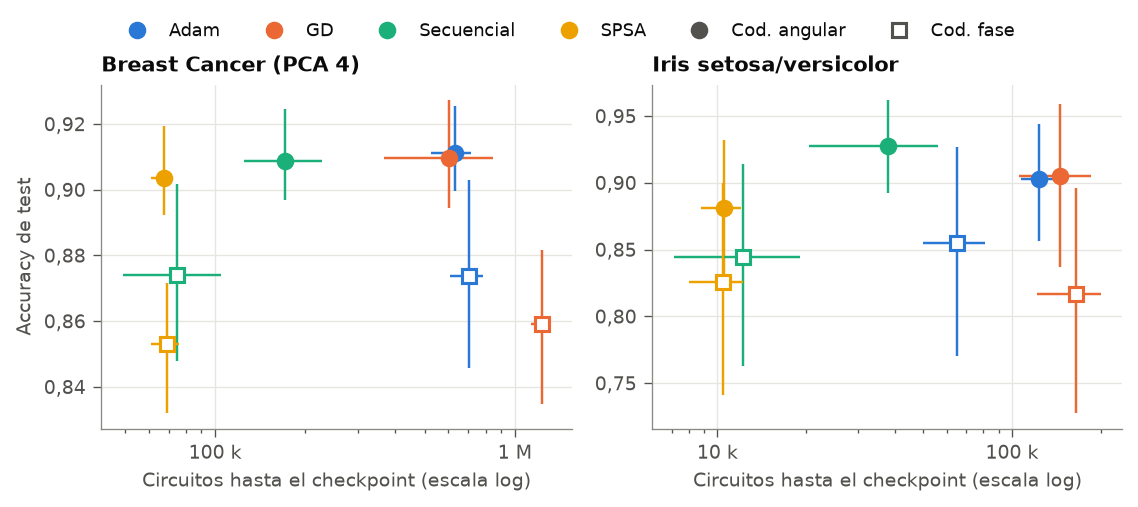 Adam GD Secuencial SPSA Cod. angular Cod. fase
Breast Cancer (PCA 4)
Accuracy de test
0,92
0,90
0,88
0,86
0,84
100 k 1 M
Circuitos hasta el checkpoint (escala log)
Iris setosa/versicolor
0,95
0,90
0,85
0,80
0,75
10 k 100 k
Circuitos hasta el checkpoint (escala log)